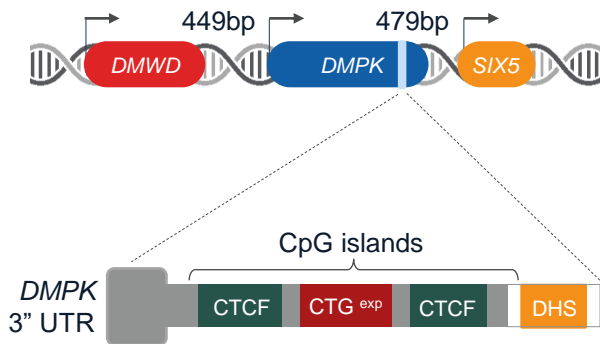 449bp 479bp
DMWD DMPK SIX5
CpG islands
DMPK
3” UTR
CTCF CTG exp CTCF DHS